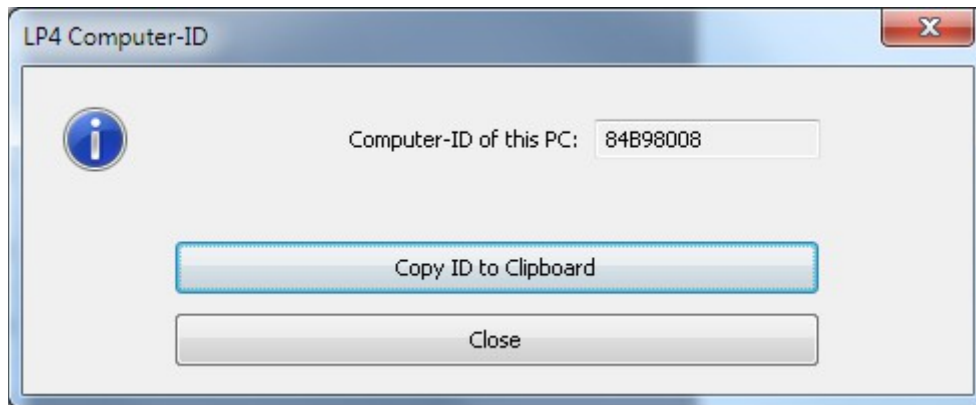 LP4 Computer-ID
Computer-ID of this PC: 84B98008
Copy ID to Clipboard
Close